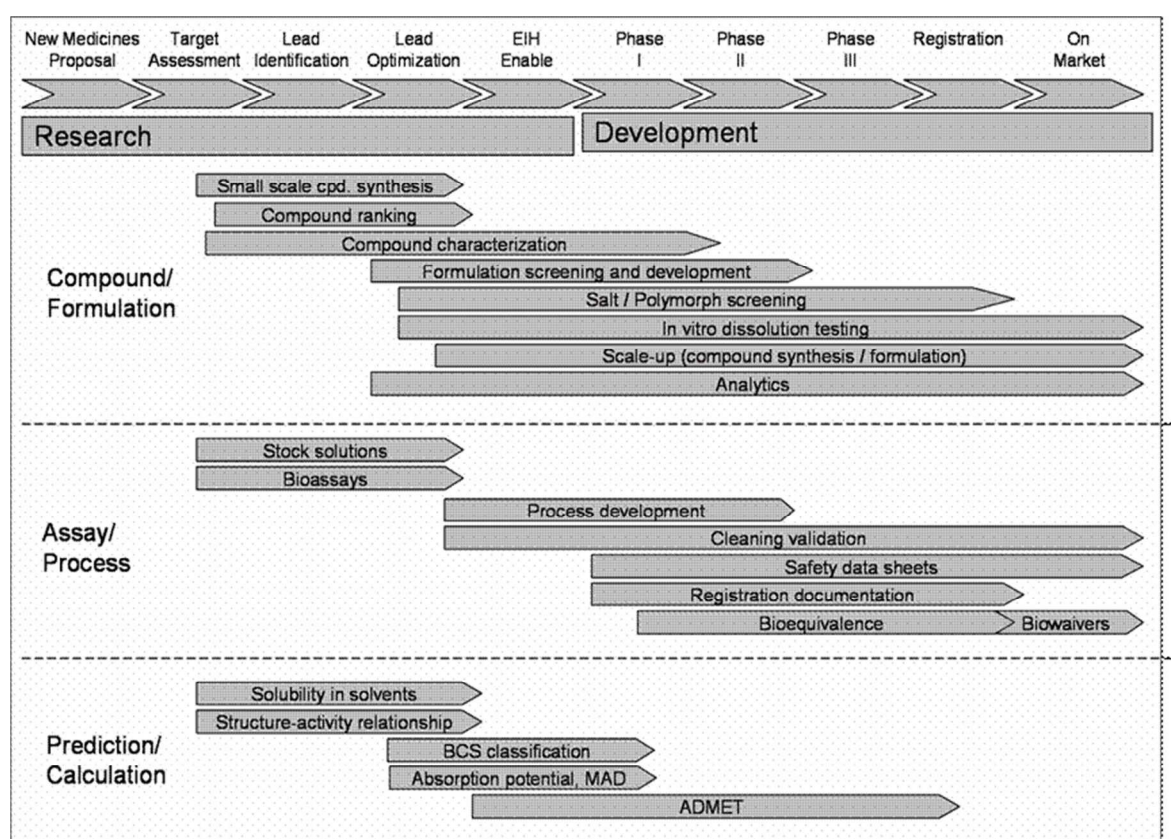 New Medicines Proposal
Target Assessment
Lead Identification
Lead Optimization
EIH Enable
Phase I
Phase II
Phase III
Registration
On Market
Research
Development
Compound/
Formulation
Small scale cpd. synthesis
Compound ranking
Compound characterization
Formulation screening and development
Salt / Polymorph screening
In vitro dissolution testing
Scale-up (compound synthesis / formulation)
Analytics
Assay/
Process
Stock solutions
Bioassays
Process development
Cleaning validation
Safety data sheets
Registration documentation
Bioequivalence
Biowaivers
Prediction/
Calculation
Solubility in solvents
Structure-activity relationship
BCS classification
Absorption potential, MAD
ADMET